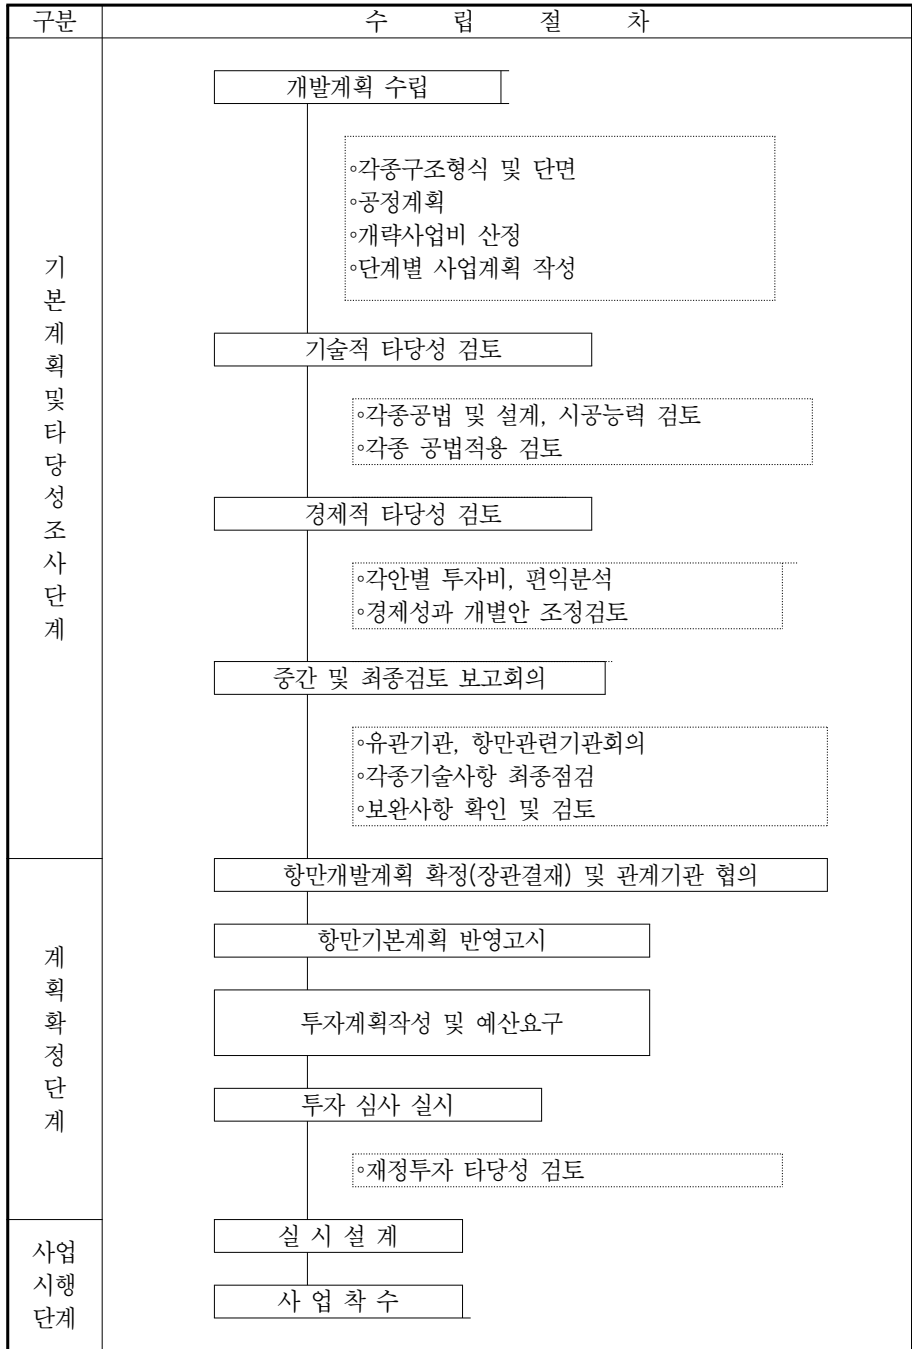 구분
수 립 절 차
기본계획및타당성조사단계
개발계획 수립
◦각종구조형식 및 단면
◦공정계획
◦개략사업비 산정
◦단계별 사업계획 작성
기술적 타당성 검토
◦각종공법 및 설계, 시공능력 검토
◦각종 공법적용 검토
경제적 타당성 검토
◦각안별 투자비, 편익분석
◦경제성과 개별안 조정검토
중간 및 최종검토 보고회의
◦유관기관, 항만관련기관회의
◦각종기술사항 최종점검
◦보완사항 확인 및 검토
계획확정단계
항만개발계획 확정(장관결재) 및 관계기관 협의
항만기본계획 반영고시
투자계획작성 및 예산요구
투자 심사 실시
◦재정투자 타당성 검토
사업
시행
단계
실 시 설 계
사 업 착 수